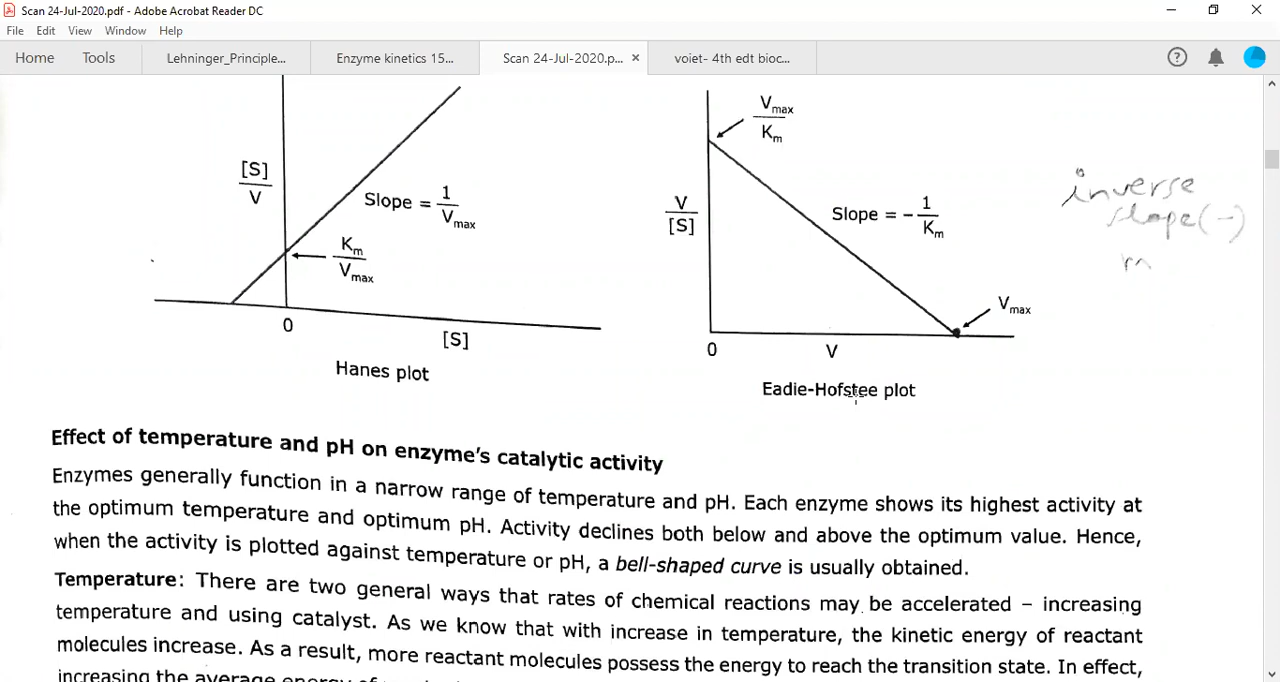 Scan 24-Jul-2020.pdf - Adobe Acrobat Reader DC
File Edit View Window Help
Home Tools Lehninger_Principle... Enzyme kinetics 15... Scan 24-Jul-2020.p... × voiet- 4th edt bioc...
[S]
V
Slope = 1
Vmax
Km
Vmax
0
[S]
Hanes plot
Vmax
Km
V
[S]
Slope = - 1
Km
Vmax
0
V
Eadie-Hofstee plot
inverse
slope(-)
Effect of temperature and pH on enzyme's catalytic activity
Enzymes generally function in a narrow range of temperature and pH. Each enzyme shows its highest activity at
the optimum temperature and optimum pH. Activity declines both below and above the optimum value. Hence,
when the activity is plotted against temperature or pH, a bell-shaped curve is usually obtained.
Temperature: There are two general ways that rates of chemical reactions may be accelerated – increasing
temperature and using catalyst. As we know that with increase in temperature, the kinetic energy of reactant
molecules increase. As a result, more reactant molecules possess the energy to reach the transition state. In effect,
increasing the average energy of